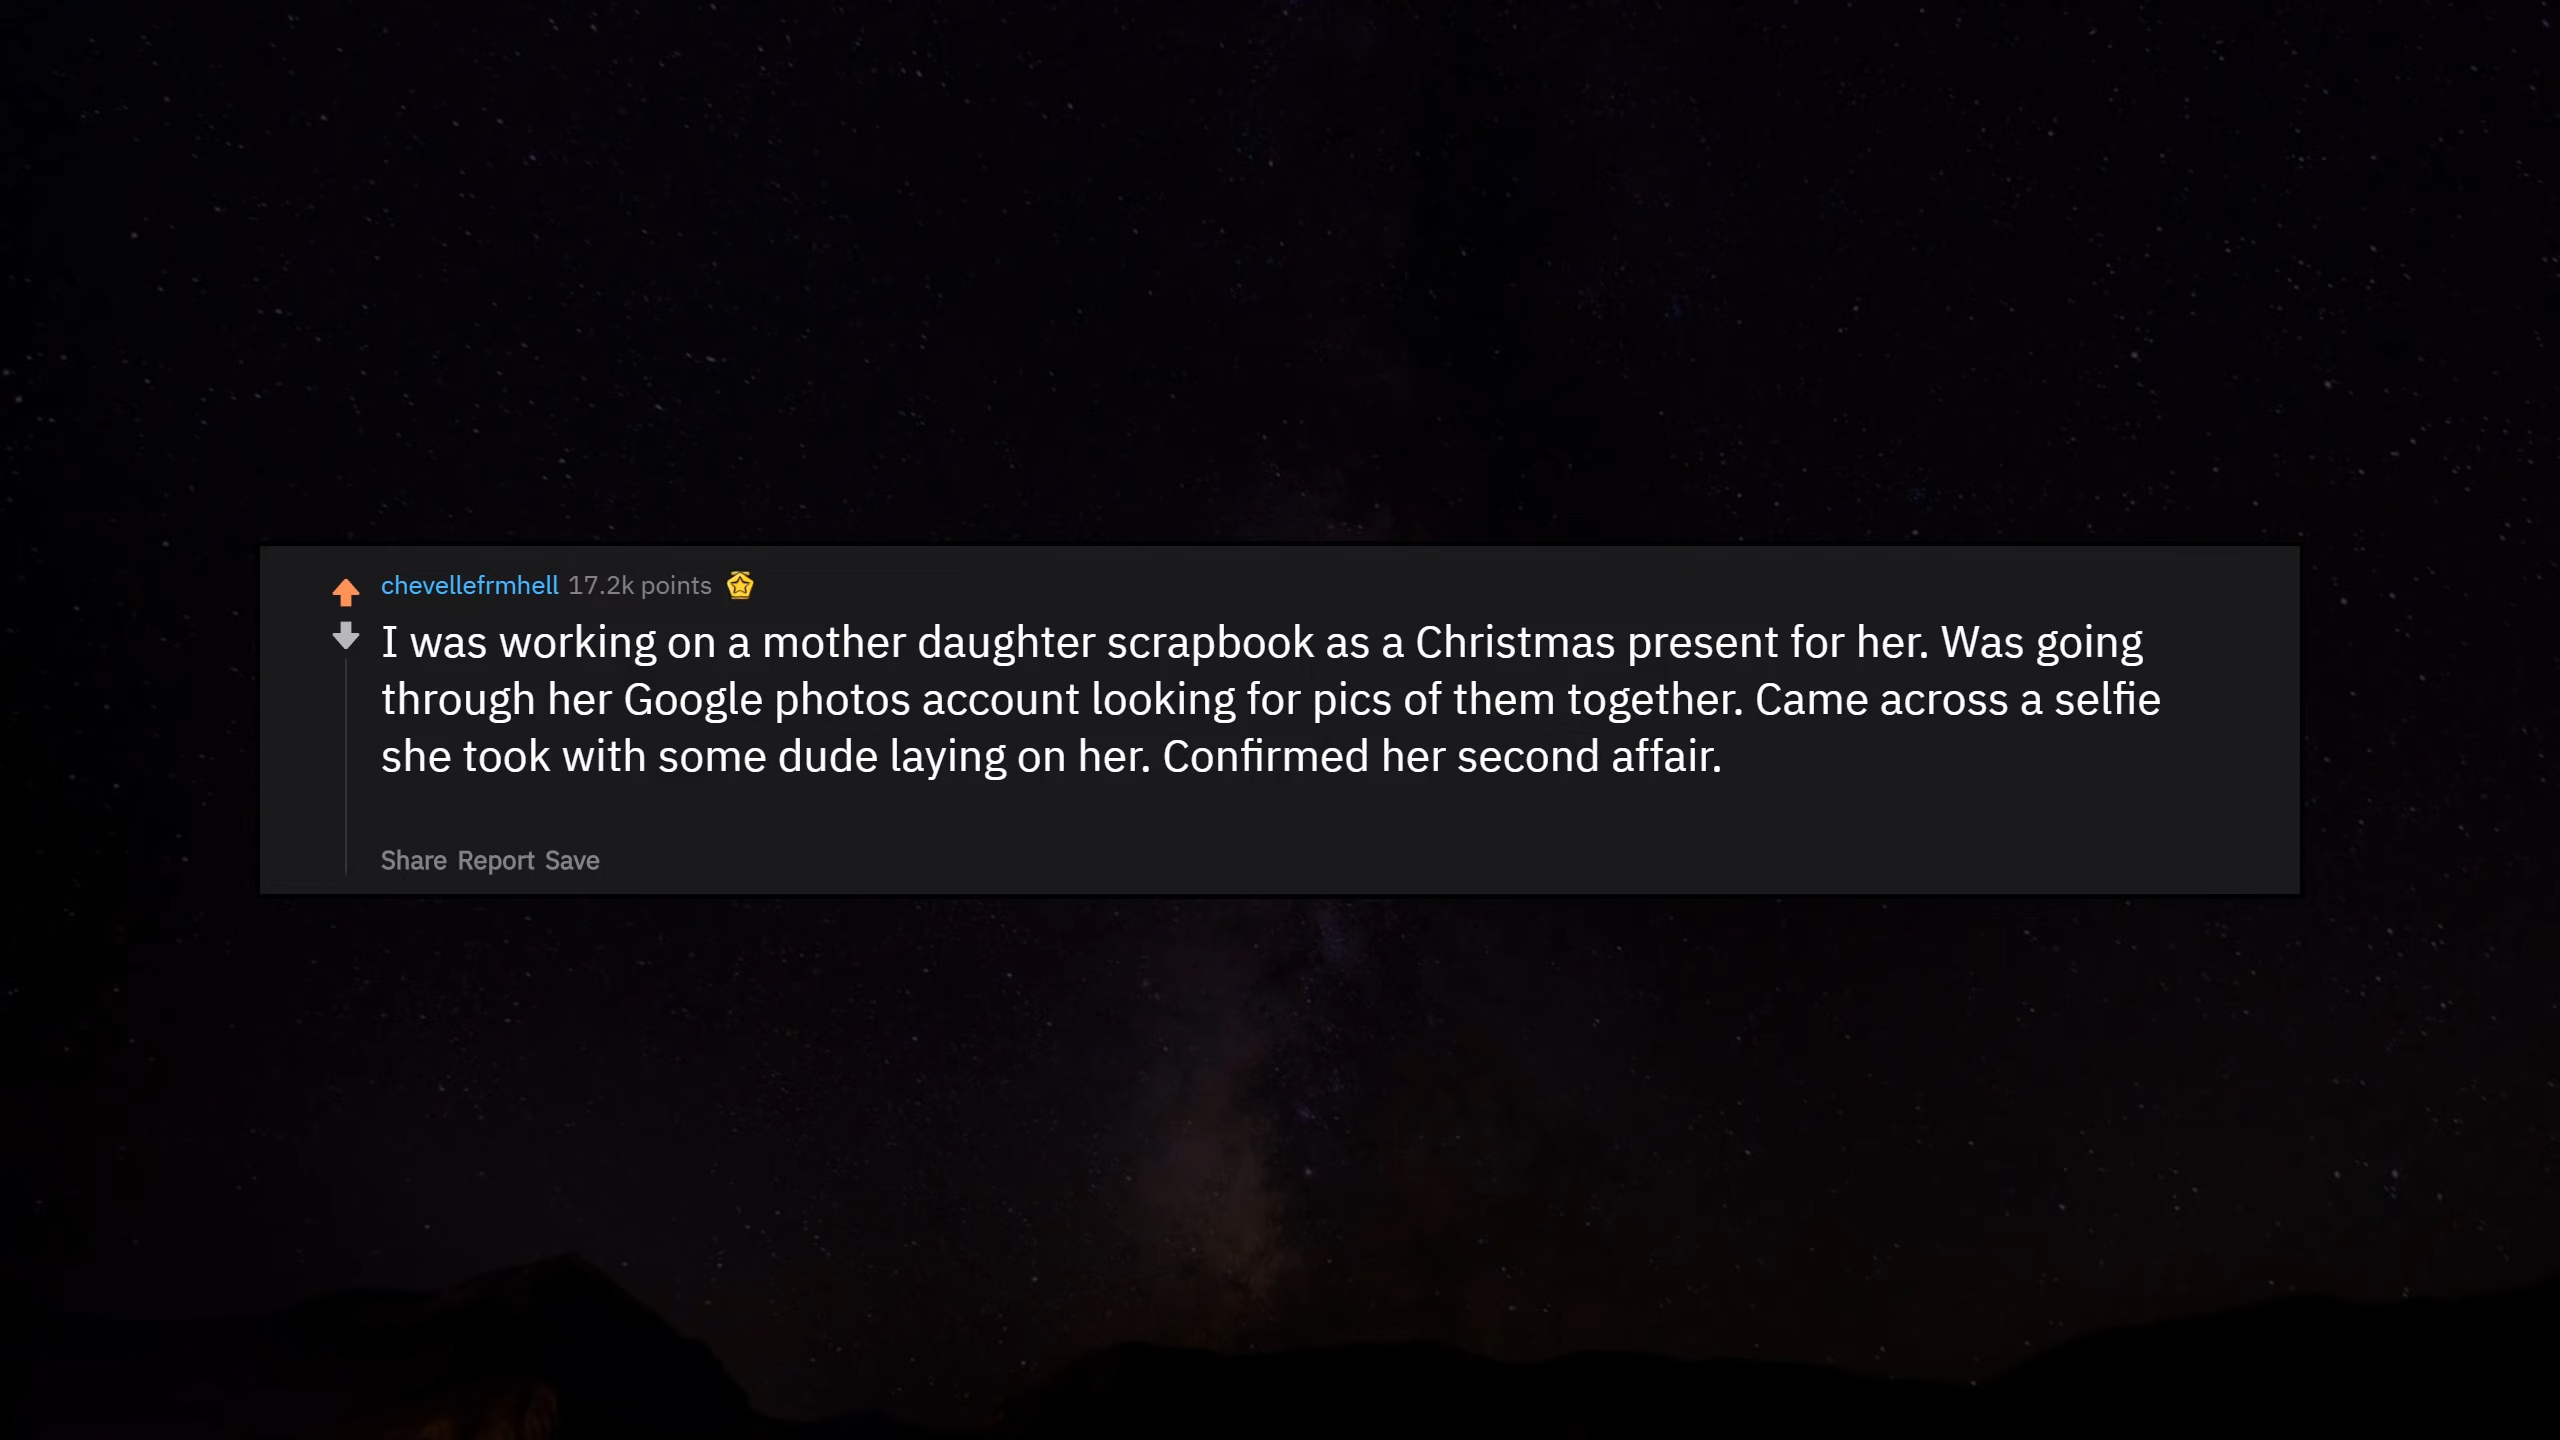 chevellefrmhell 17.2k points
I was working on a mother daughter scrapbook as a Christmas present for her. Was going
through her Google photos account looking for pics of them together. Came across a selfie
she took with some dude laying on her. Confirmed her second affair.
Share Report Save